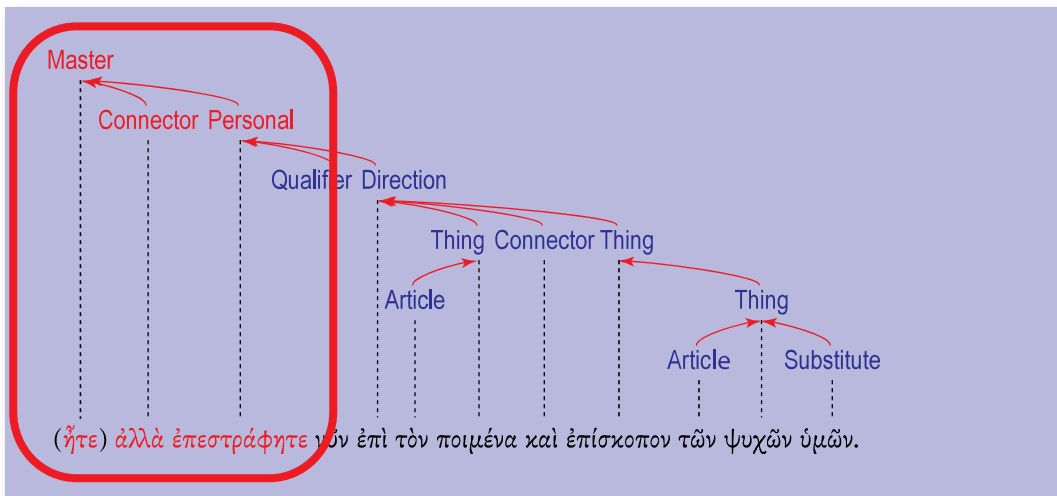 Master
Connector Personal
Qualifier Direction
Thing Connector Thing
Article Thing
Article Substitute
(ἦτε) ἀλλὰ ἐπεστράφητε νῦν ἐπὶ τὸν ποιμένα καὶ ἐπίσκοπον τῶν ψυχῶν ὑμῶν.